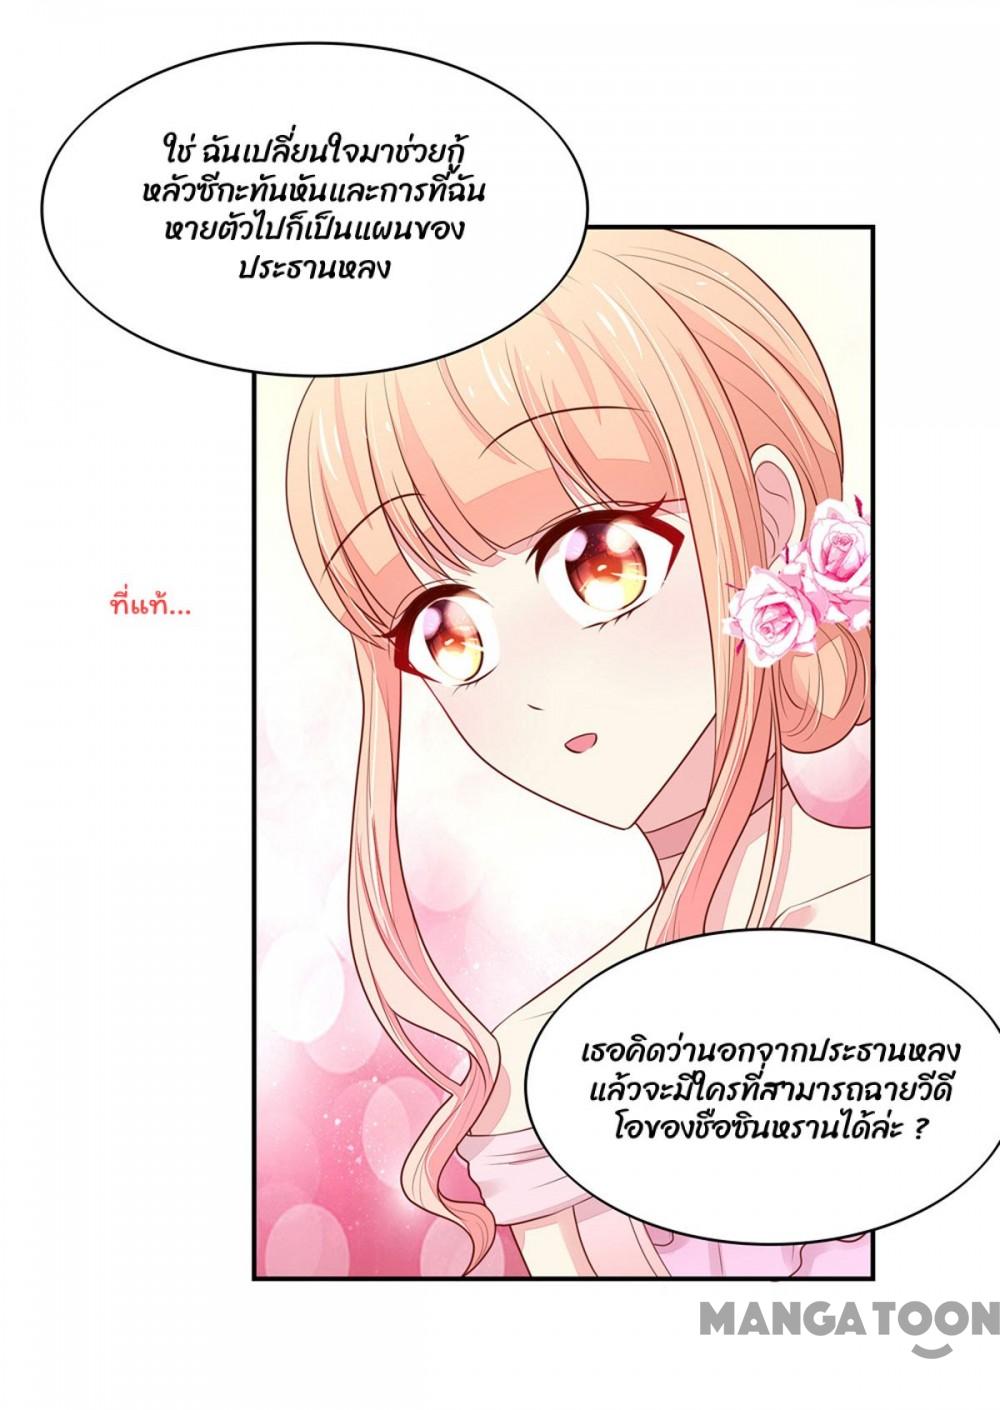 ใช่ ฉันเปลี่ยนใจมาช่วยกู้
หลัวซีกะทันหันและการที่ฉัน
หายตัวไปก็เป็นแผนของ
ประธานหลง
ที่แท้...
เธอคิดว่านอกจากประธานหลง
แล้วจะมีใครที่สามารถฉายวีดี
โอของชือซินหรานได้ล่ะ ?
MANGATOON